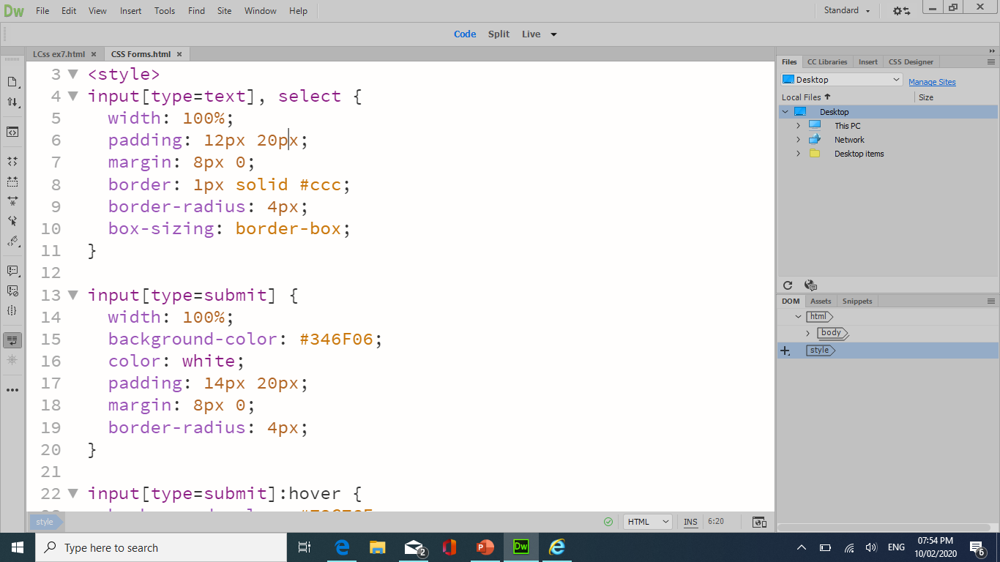 Dw File Edit View Insert Tools Find Site Window Help Standard
Code Split Live
LCss ex7.html × CSS Forms.html ×
3 <style>
4 input[type=text], select {
5 width: 100%;
6 padding: 12px 20px;
7 margin: 8px 0;
8 border: 1px solid #ccc;
9 border-radius: 4px;
10 box-sizing: border-box;
11 }
12
13 input[type=submit] {
14 width: 100%;
15 background-color: #346F06;
16 color: white;
17 padding: 14px 20px;
18 margin: 8px 0;
19 border-radius: 4px;
20 }
21
22 input[type=submit]:hover {
style HTML INS 6:20
Files CC Libraries Insert CSS Designer
Desktop Manage Sites
Local Files Size
Desktop
This PC
Network
Desktop items
DOM Assets Snippets
html
body
style
Type here to search 2 Dw ENG 07:54 PM
10/02/2020 6